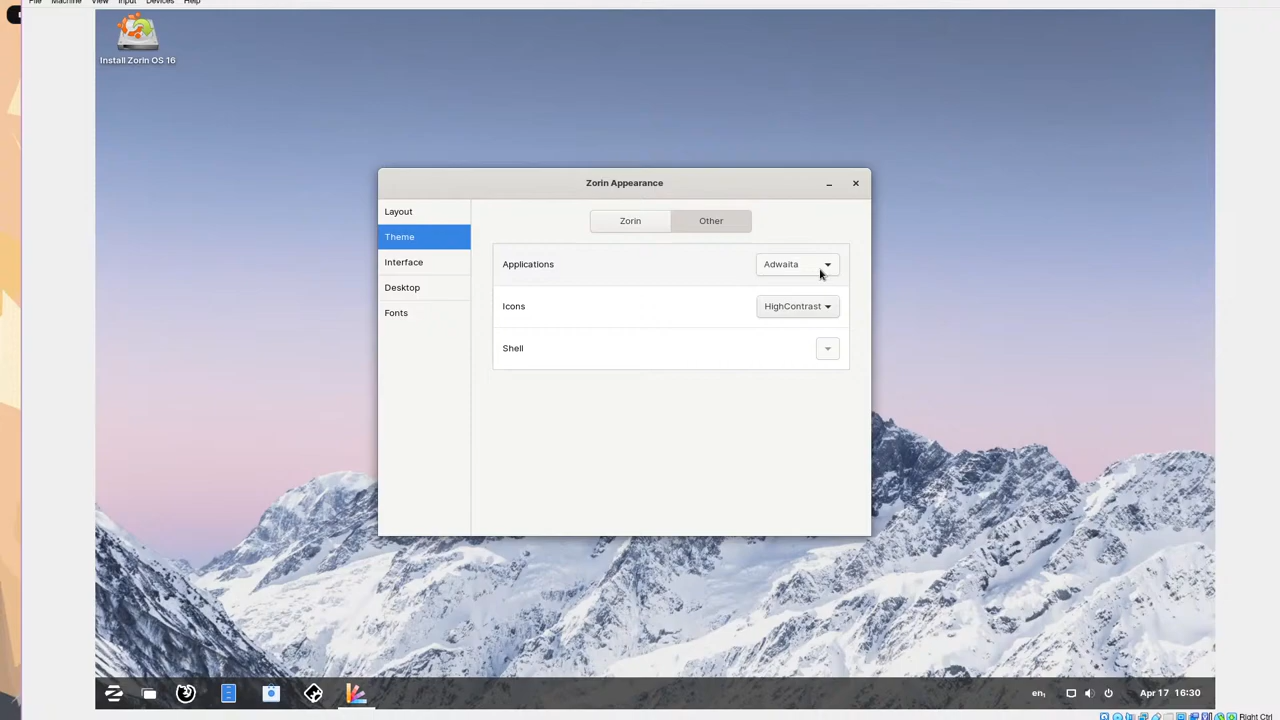 File Machine View Input Devices Help
Install Zorin OS 16
Zorin Appearance
Layout
Theme
Interface
Desktop
Fonts
Zorin Other
Applications Adwaita
Icons HighContrast
Shell
en₁ Apr 17 16:30
Right Ctrl